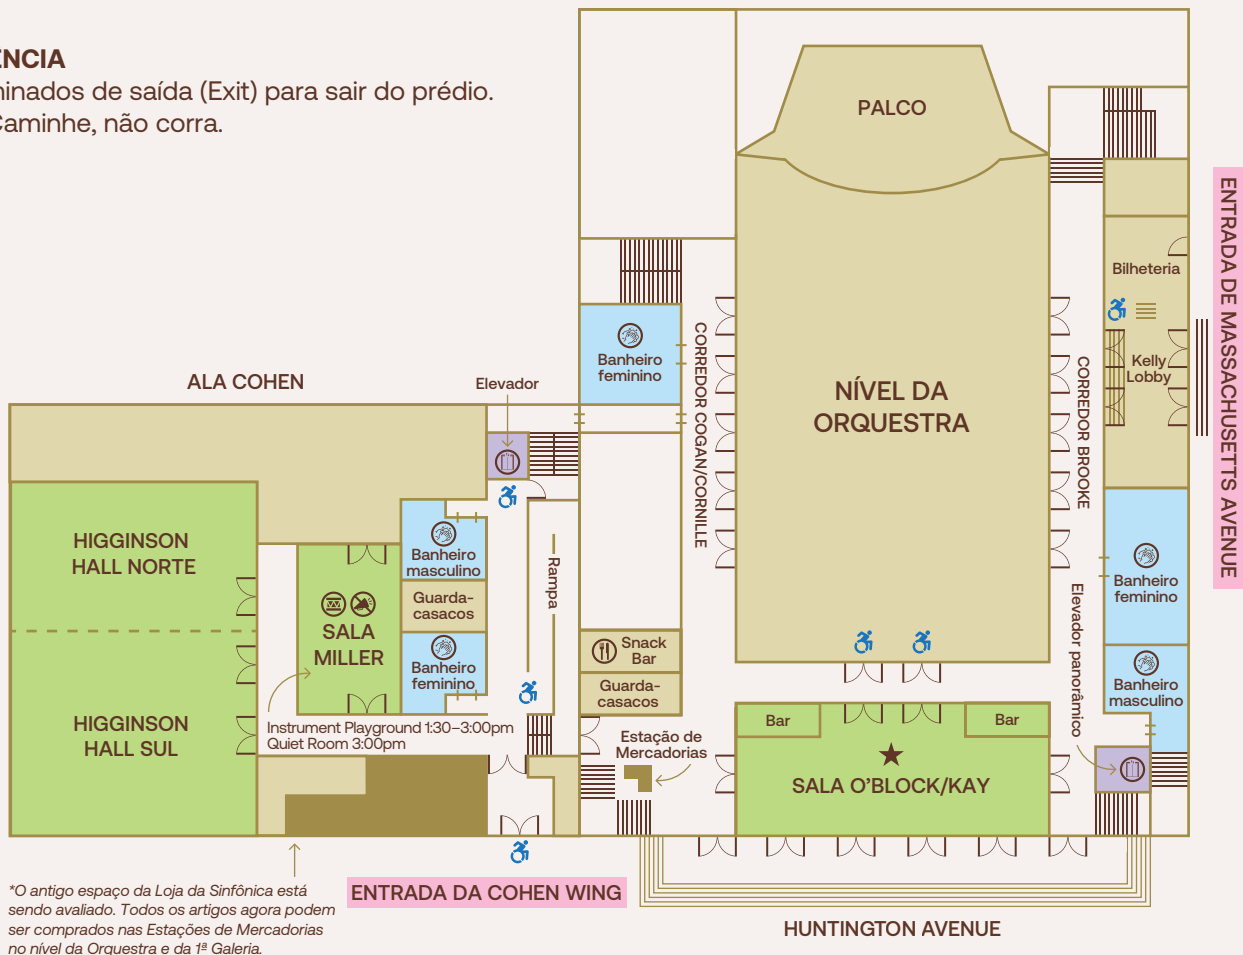 ÊNCIA
ninados de saída (Exit) para sair do prédio.
Caminhe, não corra.
PALCO
ENTRADA DE MASSACHUSETTS AVENUE
Bilheteria
Kelly
Lobby
Banheiro
feminino
CORREDOR COGAN/CORNILLE
NÍVEL DA
ORQUESTRA
CORREDOR BROOKE
ALA COHEN
Elevador
HIGGINSON
HALL NORTE
Banheiro
masculino
Guarda-
casacos
Banheiro
feminino
SALA
MILLER
Rampa
Banheiro
feminino
Elevador panorâmico
Snack
Bar
Guarda-
casacos
Banheiro
masculino
HIGGINSON
HALL SUL
Instrument Playground 1:30–3:00pm
Quiet Room 3:00pm
Estação de
Mercadorias
Bar
Bar
SALA O'BLOCK/KAY
*O antigo espaço da Loja da Sinfônica está
sendo avaliado. Todos os artigos agora podem
ser comprados nas Estações de Mercadorias
no nível da Orquestra e da 1ª Galeria.
ENTRADA DA COHEN WING
HUNTINGTON AVENUE